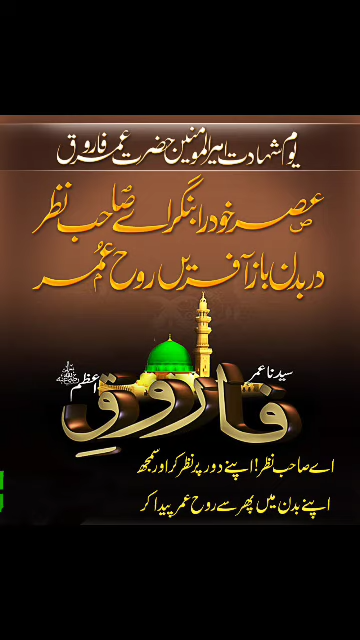 یوم شہادت امیر المومنین حضرت عمر فاروق
عصر خود را بنگر اے صاحب نظر
در بدن باز آفریں روح عمر
سیدنا عمر
فاروق
اعظم
اے صاحب نظر! اپنے دور پر نظر کر اور سمجھ
اپنے بدن میں پھر سے روح عمر پیدا کر